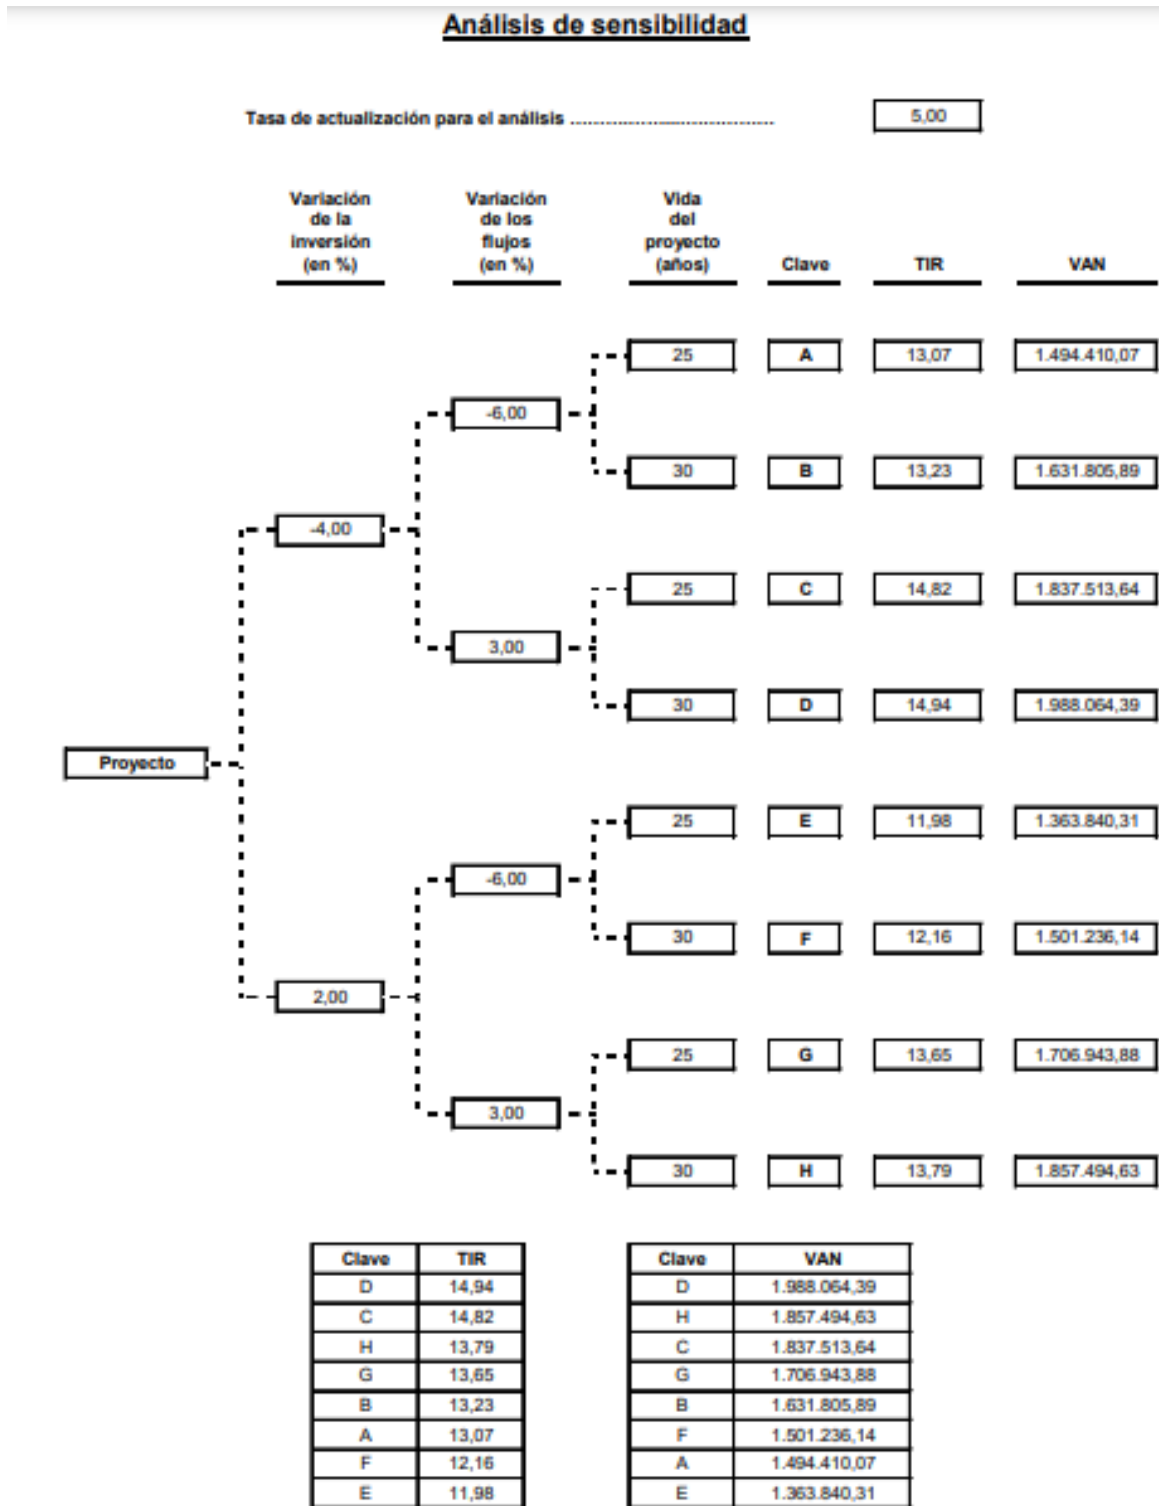 Análisis de sensibilidad
Tasa de actualización para el análisis ....................................... 5,00
Variación de la inversión (en %) Variación de los flujos (en %) Vida del proyecto (años) Clave TIR VAN
25 A 13,07 1.494.410,07
-6,00
30 B 13,23 1.631.805,89
-4,00
25 C 14,82 1.837.513,64
3,00
30 D 14,94 1.988.064,39
Proyecto
25 E 11,98 1.363.840,31
-6,00
30 F 12,16 1.501.236,14
2,00
25 G 13,65 1.706.943,88
3,00
30 H 13,79 1.857.494,63
Clave TIR Clave VAN
D 14,94 D 1.988.064,39
C 14,82 H 1.857.494,63
H 13,79 C 1.837.513,64
G 13,65 G 1.706.943,88
B 13,23 B 1.631.805,89
A 13,07 F 1.501.236,14
F 12,16 A 1.494.410,07
E 11,98 E 1.363.840,31